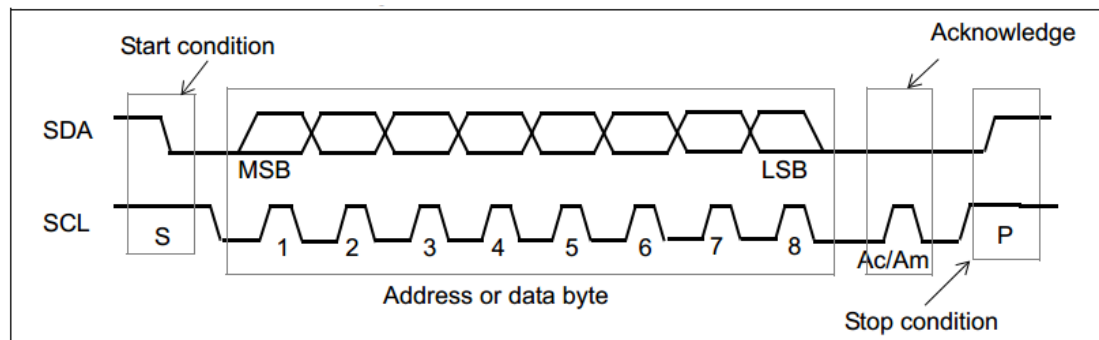 Start condition
Acknowledge
SDA
MSB
LSB
SCL
S
1
2
3
4
5
6
7
8
Ac/Am
P
Address or data byte
Stop condition